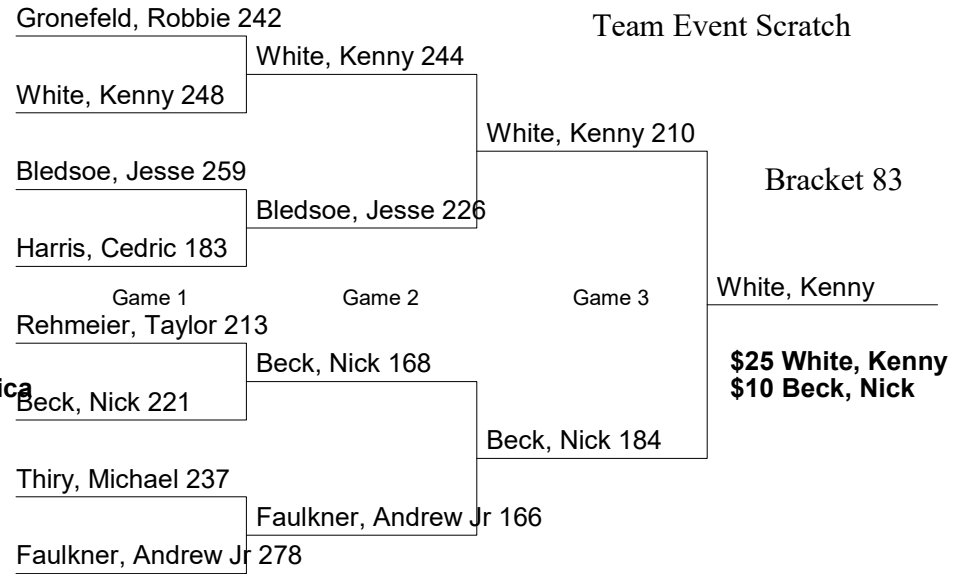 Gronefeld, Robbie 242
Team Event Scratch
White, Kenny 244
White, Kenny 248
White, Kenny 210
Bledsoe, Jesse 259
Bracket 83
Bledsoe, Jesse 226
Harris, Cedric 183
Game 1
Game 2
Game 3
White, Kenny
Rehmeier, Taylor 213
Beck, Nick 168
$25 White, Kenny
ica
$10 Beck, Nick
Beck, Nick 221
Beck, Nick 184
Thiry, Michael 237
Faulkner, Andrew Jr 166
Faulkner, Andrew Jr 278